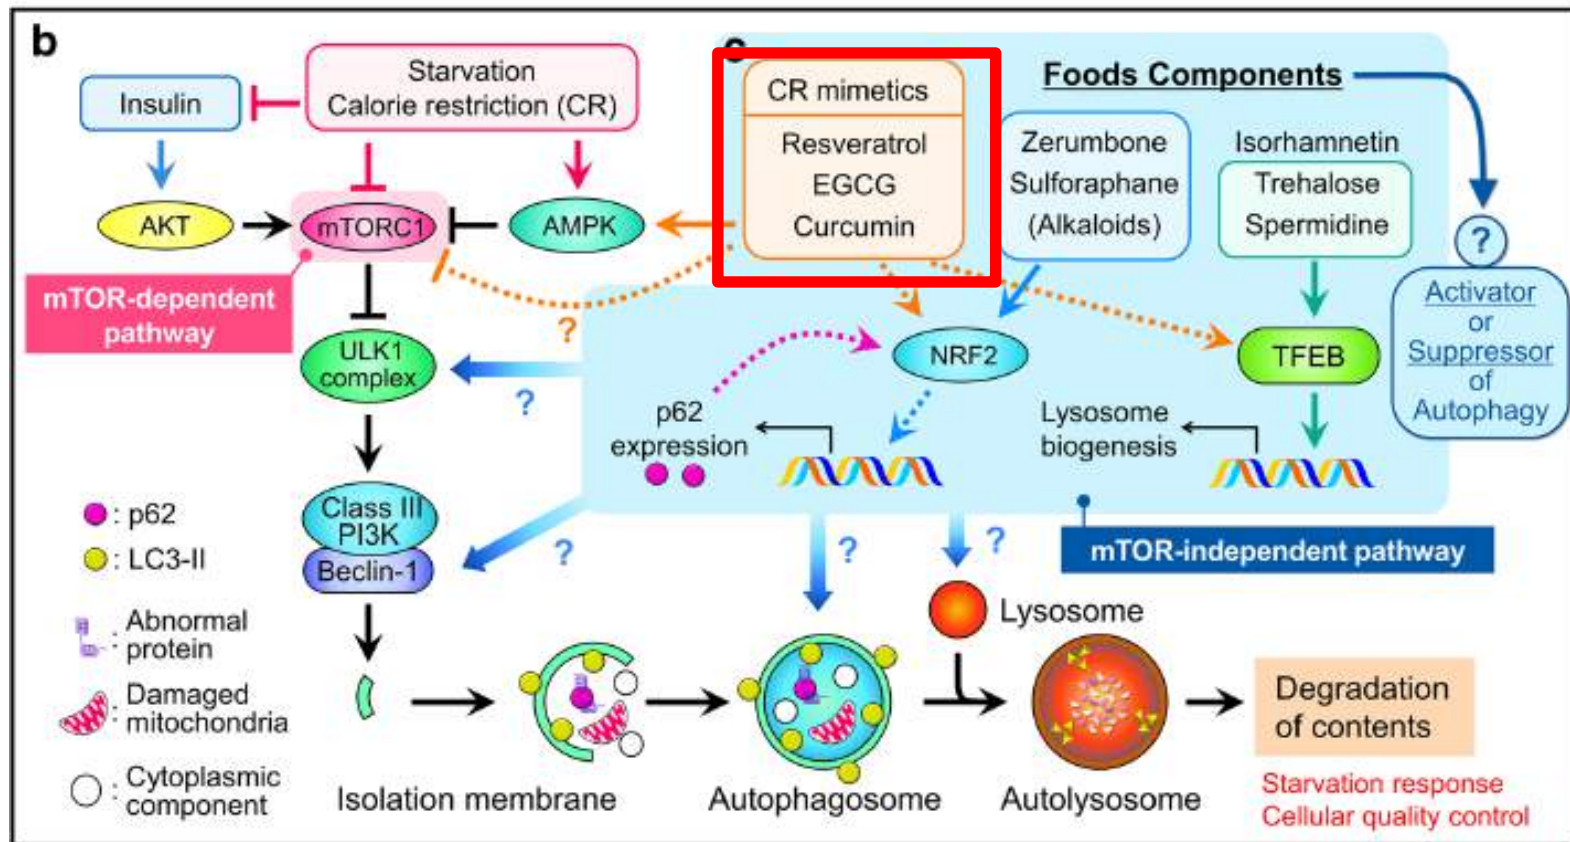 b
Insulin
Starvation
Calorie restriction (CR)
AKT
mTORC1
AMPK
mTOR-dependent
pathway
ULK1
complex
Class III
PI3K
Beclin-1
CR mimetics
Resveratrol
EGCG
Curcumin
Foods Components
Zerumbone
Sulforaphane
(Alkaloids)
Isorhamnetin
Trehalose
Spermidine
?
Activator
or
Suppressor
of
Autophagy
?
?
?
?
?
NRF2
TFEB
p62
expression
Lysosome
biogenesis
mTOR-independent pathway
: p62
: LC3-II
: Abnormal
protein
: Damaged
mitochondria
: Cytoplasmic
component
Lysosome
Isolation membrane
Autophagosome
Autolysosome
Degradation
of contents
Starvation response
Cellular quality control